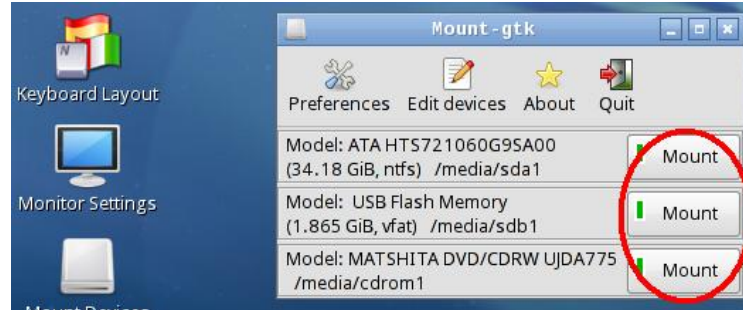 Keyboard Layout
Monitor Settings
Mount Devices
N
Mount-gtk
Preferences Edit devices About Quit
Model: ATA HTS721060G9SA00
(34.18 GiB, ntfs) /media/sda1
Mount
Model: USB Flash Memory
(1.865 GiB, vfat) /media/sdb1
Mount
Model: MATSHITA DVD/CDRW UJDA775
/media/cdrom1
Mount